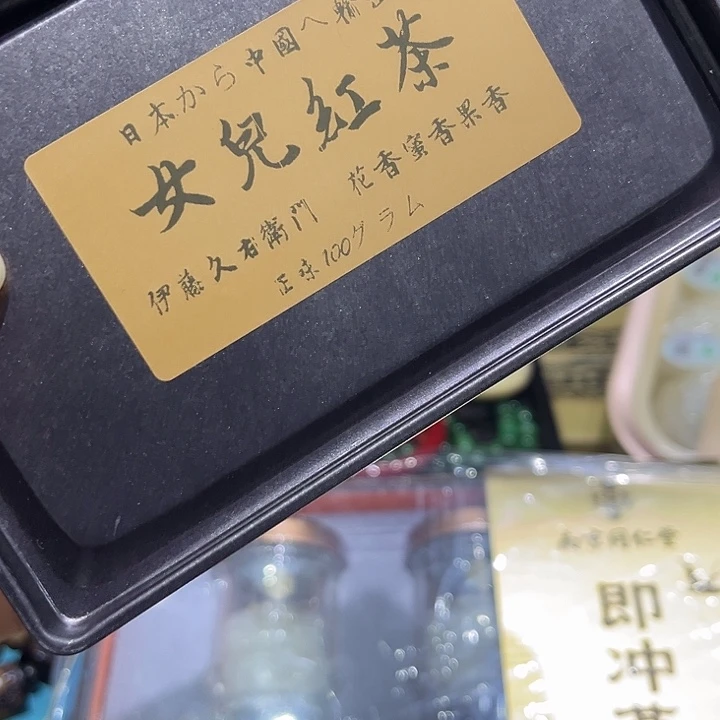 日本から中國へ輸
女兒紅茶
伊藤久右衛門 花香蜜香果香
正味100グラム
即冲